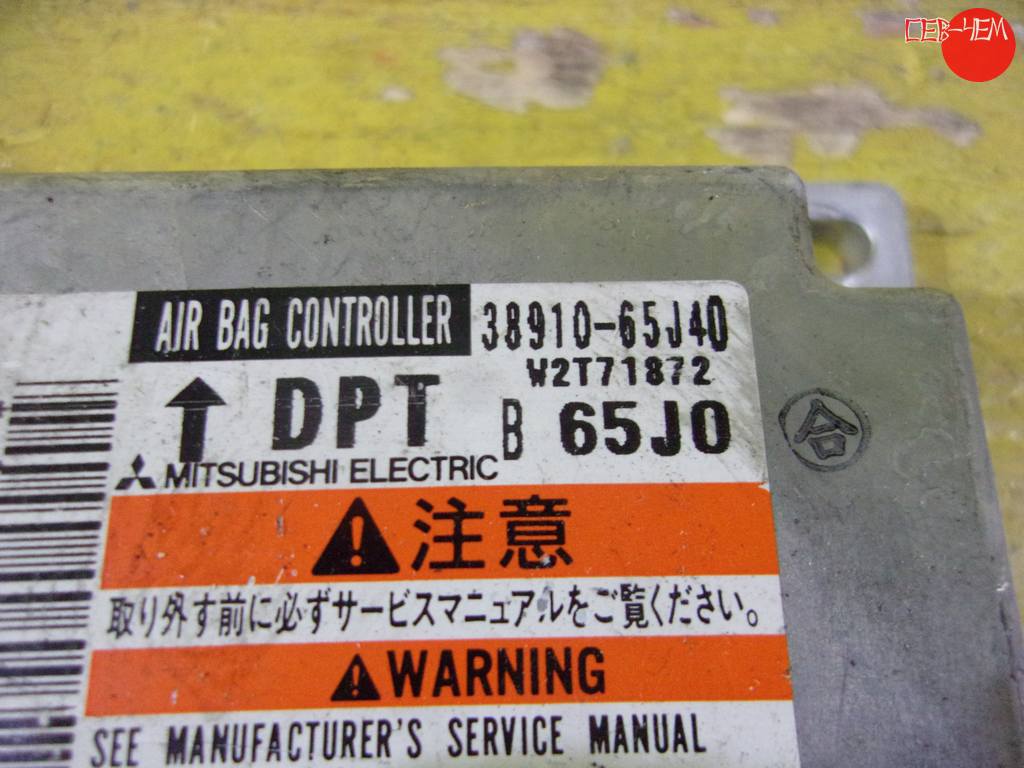 СЕВ-ЧЕМ
AIR BAG CONTROLLER 38910-65J40
W2T71872
DPT B 65J0
MITSUBISHI ELECTRIC
合
注意
取り外す前に必ずサービスマニュアルをご覧ください。
WARNING
SEE MANUFACTURER'S SERVICE MANUAL